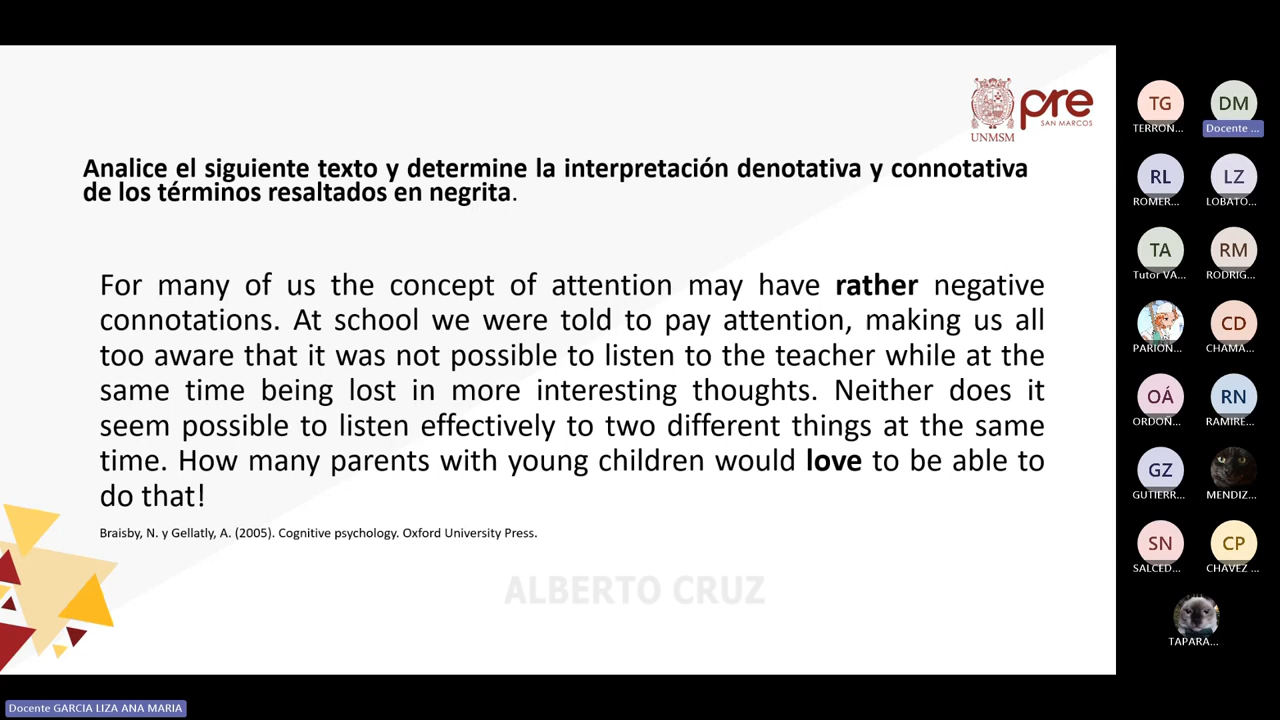 UNMSM
pre
SAN MARCOS
Analice el siguiente texto y determine la interpretación denotativa y connotativa
de los términos resaltados en negrita.
For many of us the concept of attention may have rather negative
connotations. At school we were told to pay attention, making us all
too aware that it was not possible to listen to the teacher while at the
same time being lost in more interesting thoughts. Neither does it
seem possible to listen effectively to two different things at the same
time. How many parents with young children would love to be able to
do that!
Braisby, N. y Gellatly, A. (2005). Cognitive psychology. Oxford University Press.
ALBERTO CRUZ
Docente GARCIA LIZA ANA MARIA
TG
TERRON...
DM
Docente ...
RL
ROMER...
LZ
LOBATO...
TA
Tutor VA...
RM
RODRIG...
PARION...
CD
CHAMA...
OÁ
ORDOÑ...
RN
RAMIRE...
GZ
GUTIERR...
MENDIZ...
SN
SALCED...
CP
CHAVEZ ...
TAPARA...